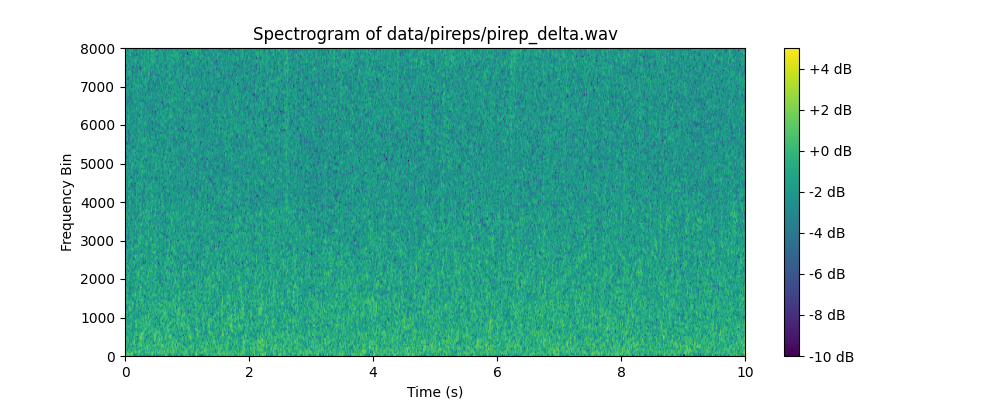 Spectrogram of data/pireps/pirep_delta.wav
8000
7000
6000
5000
4000
3000
2000
1000
0
Frequency Bin
0 2 4 6 8 10
Time (s)
+4 dB
+2 dB
+0 dB
-2 dB
-4 dB
-6 dB
-8 dB
-10 dB